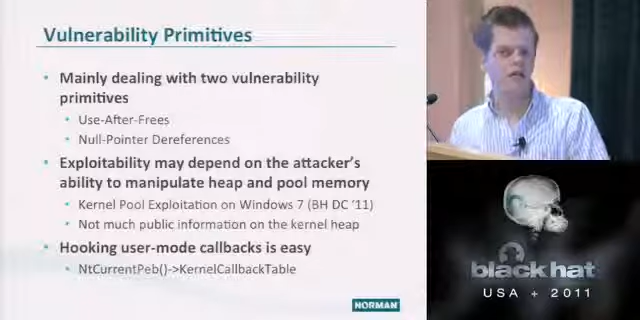 Vulnerability Primitives
• Mainly dealing with two vulnerability
primitives
• Use-After-Frees
• Null-Pointer Dereferences
• Exploitability may depend on the attacker's
ability to manipulate heap and pool memory
• Kernel Pool Exploitation on Windows 7 (BH DC '11)
• Not much public information on the kernel heap
• Hooking user-mode callbacks is easy
• NtCurrentPeb()->KernelCallbackTable
NORMAN
black hat
USA + 2011